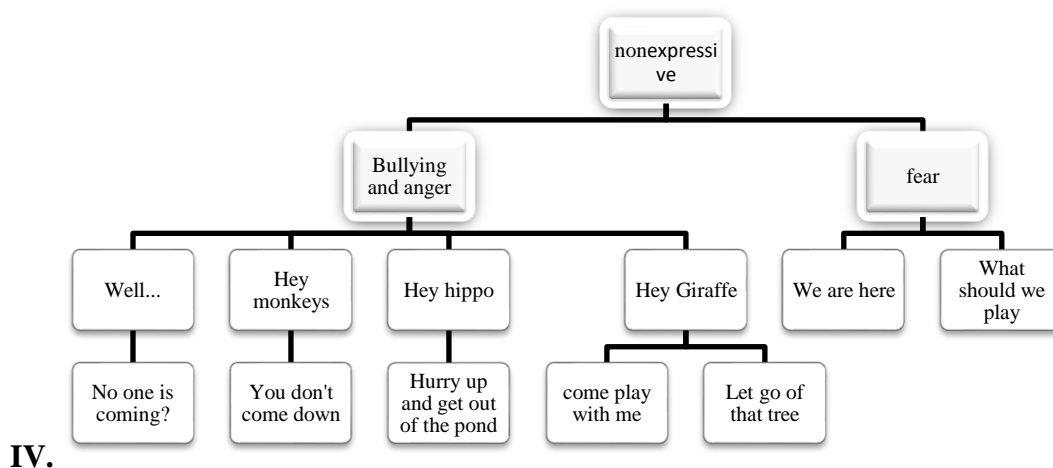 nonexpressi
ve
Bullying
and anger
fear
Well...
Hey
monkeys
Hey hippo
Hey Giraffe
We are here
What
should we
play
No one is
coming?
You don't
come down
Hurry up
and get out
of the pond
come play
with me
Let go of
that tree
IV.